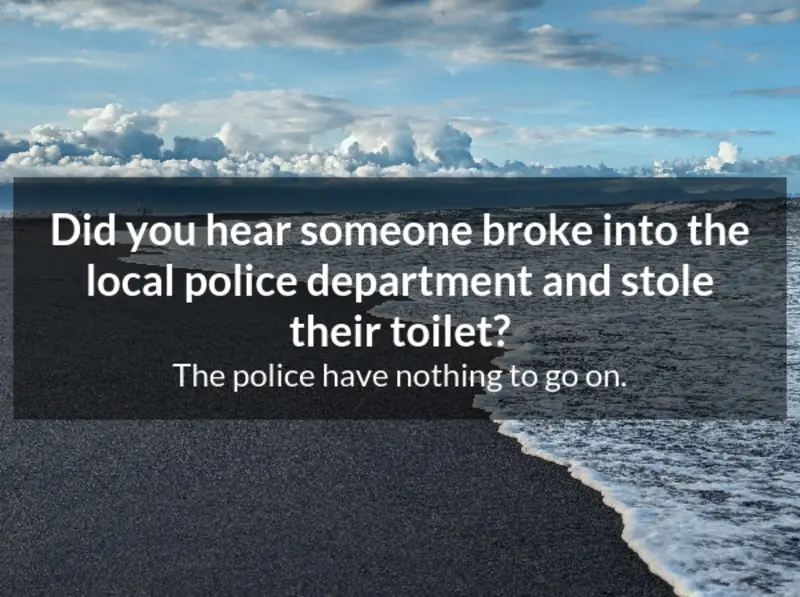 Did you hear someone broke into the
local police department and stole
their toilet?
The police have nothing to go on.